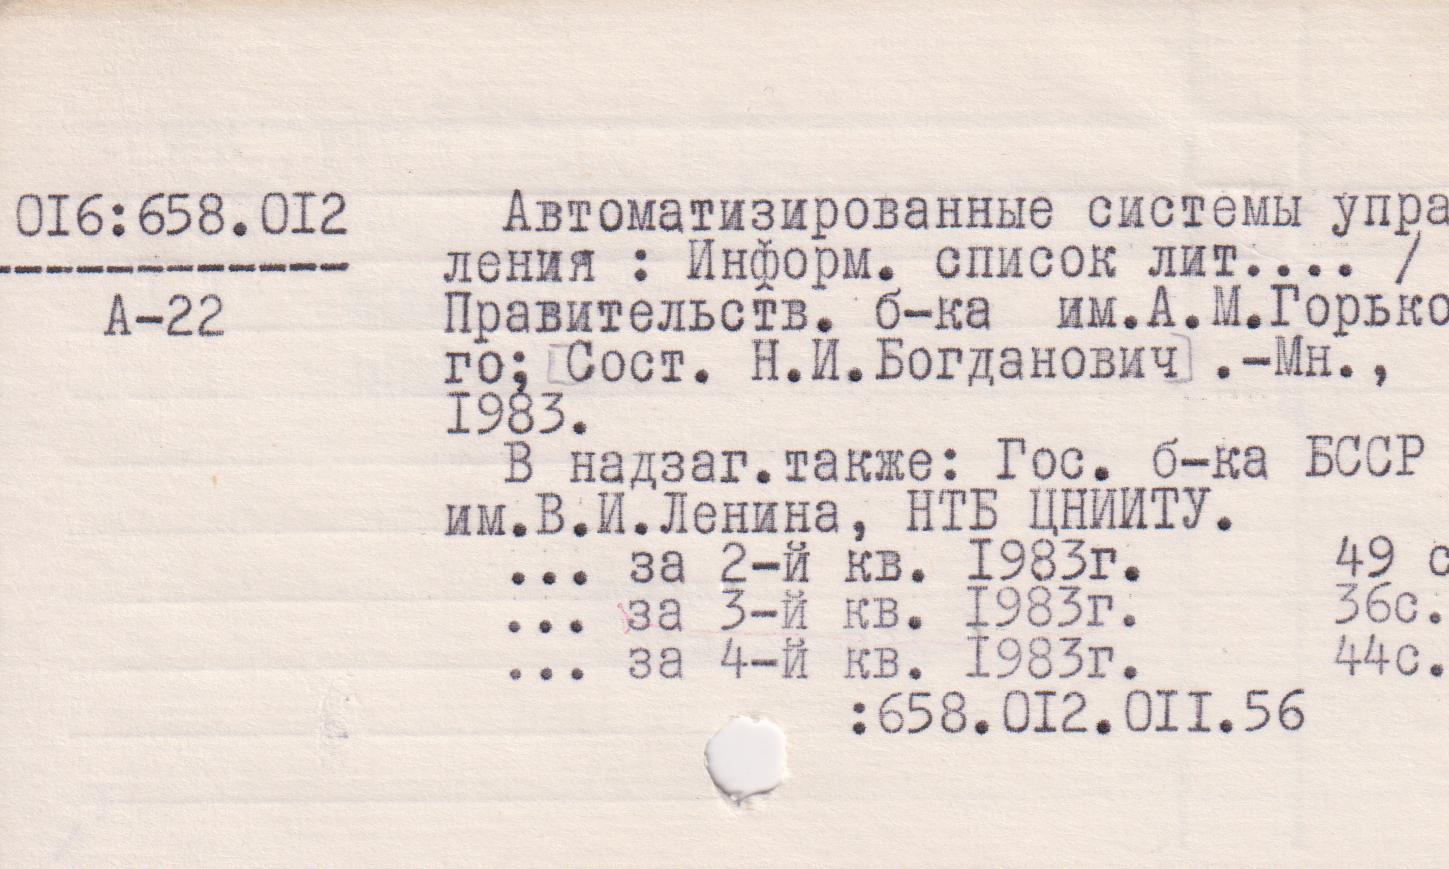 016:658.012
------------
А-22
Автоматизированные системы упра
ления : Информ. список лит.... /
Правительств. б-ка им.А.М.Горько
го; [Сост. Н.И.Богданович] .-Мн.,
1983.
В надзаг.также: Гос. б-ка БССР
им.В.И.Ленина, НТБ ЦНИИТУ.
... за 2-й кв. 1983г. 49 с
... за 3-й кв. 1983г. 36с.
... за 4-й кв. 1983г. 44с.
:658.012.011.56